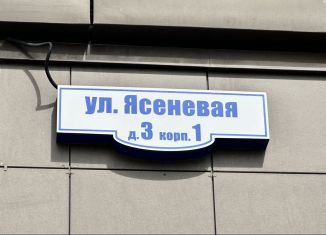 ул. Ясеневая
д. 3 корп. 1